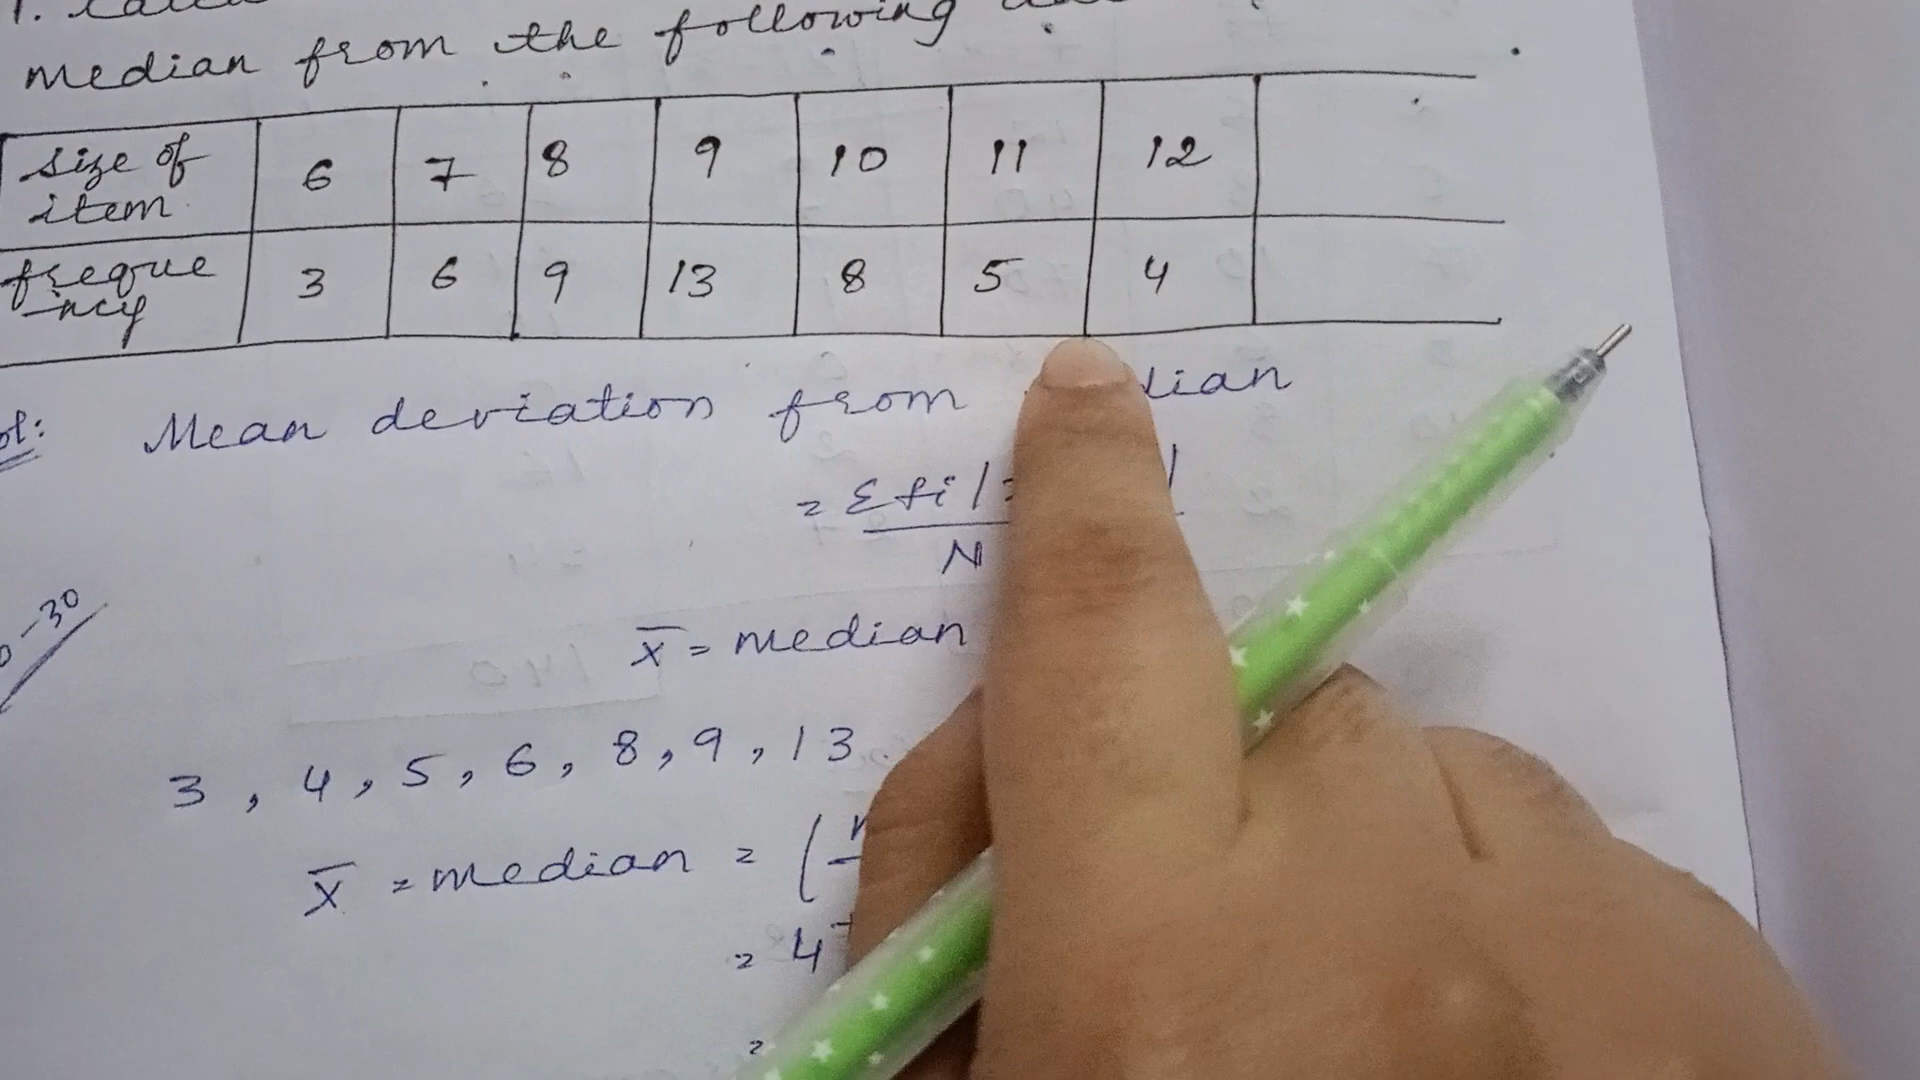 median from the following
size of item 6 7 8 9 10 11 12
freque-ncy 3 6 9 13 8 5 4
Mean deviation from
= Σfi|
N
x̄ = median
-30
3, 4, 5, 6, 8, 9, 13
x̄ = median = (
= 4
=